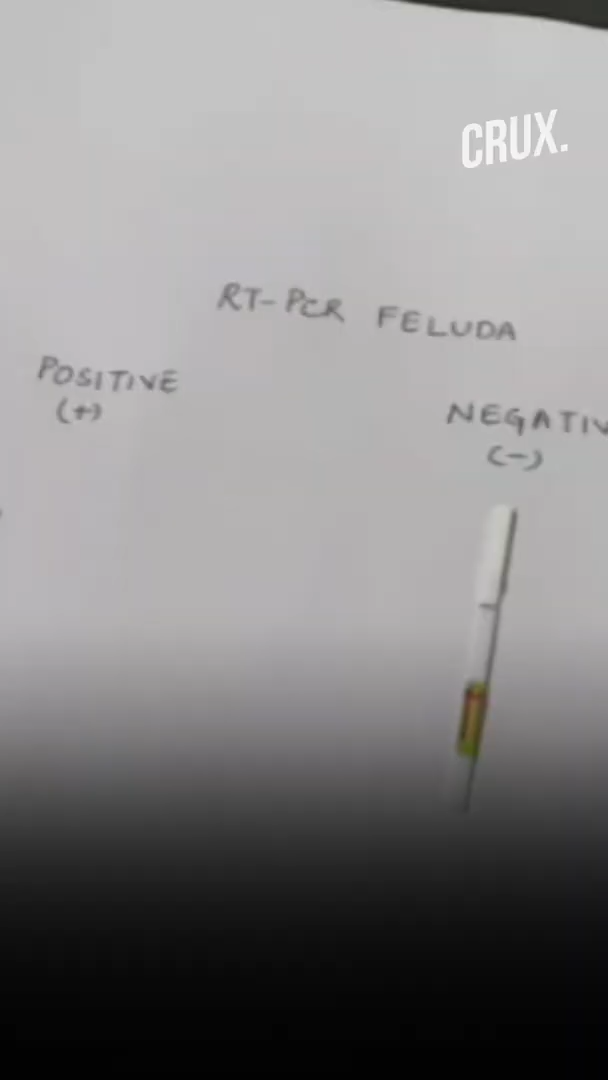 CRUX.
RT-PCR FELUDA
POSITIVE
(+)
NEGATIV
(-)